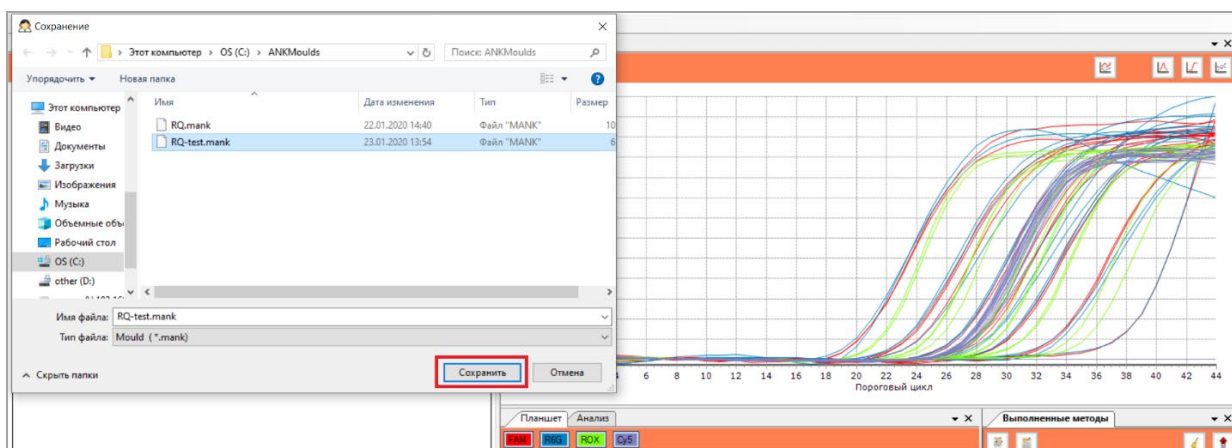 Сохранение
Этот компьютер > OS (C:) > ANKMoulds
Поиск: ANKMoulds
Упорядочить
Новая папка
Имя
Дата изменения
Тип
Размер
Этот компьютер
Видео
Документы
Загрузки
Изображения
Музыка
Объемные объ
Рабочий стол
OS (C:)
other (D:)
RQ.mank
22.01.2020 14:40
Файл "MANK"
10
RQ-test.mank
23.01.2020 13:54
Файл "MANK"
6
Имя файла: RQ-test.mank
Тип файла: Mould (*.mank)
Скрыть папки
Сохранить
Отмена
6 8 10 12 14 16 18 20 22 24 26 28 30 32 34 36 38 40 42 44
Пороговый цикл
Планшет
Анализ
Выполненные методы
FAM
R6G
ROX
Cy5